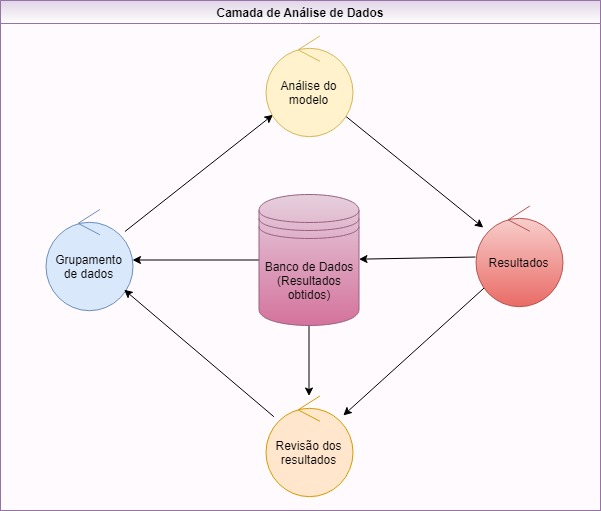 Camada de Análise de Dados
Análise do
modelo
Grupamento
de dados
Banco de Dados
(Resultados
obtidos)
Resultados
Revisão dos
resultados